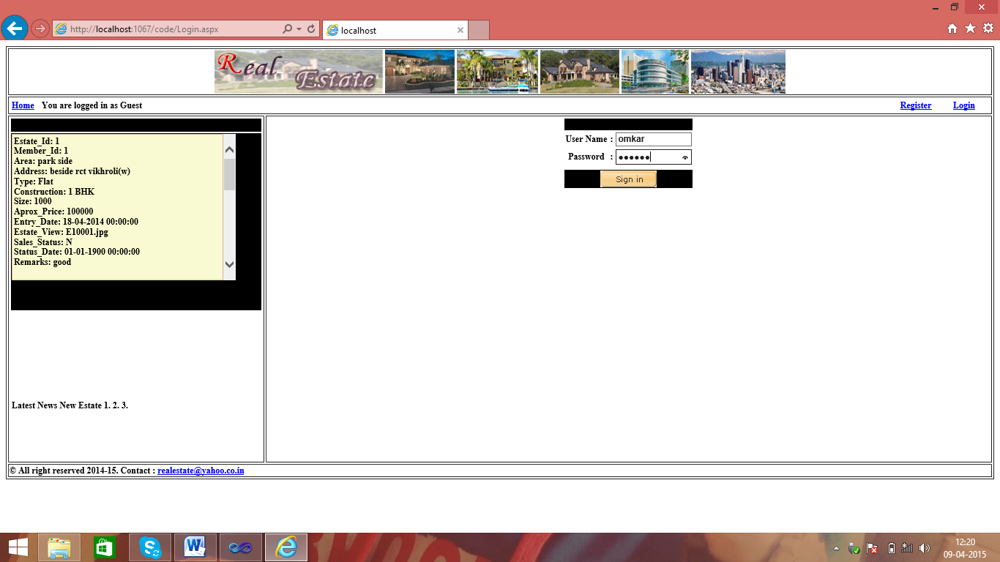 http://localhost:1067/code/Login.aspx
localhost
Real Estate
Home You are logged in as Guest Register Login
Estate_Id: 1
Member_Id: 1
Area: park side
Address: beside rct vikhroli(w)
Type: Flat
Construction: 1 BHK
Size: 1000
Aprox_Price: 100000
Entry_Date: 18-04-2014 00:00:00
Estate_View: E10001.jpg
Sales_Status: N
Status_Date: 01-01-1900 00:00:00
Remarks: good
User Name : omkar
Password : ●●●●●●
Sign in
Latest News New Estate 1. 2. 3.
© All right reserved 2014-15. Contact : realestate@yahoo.co.in
12:20
09-04-2015